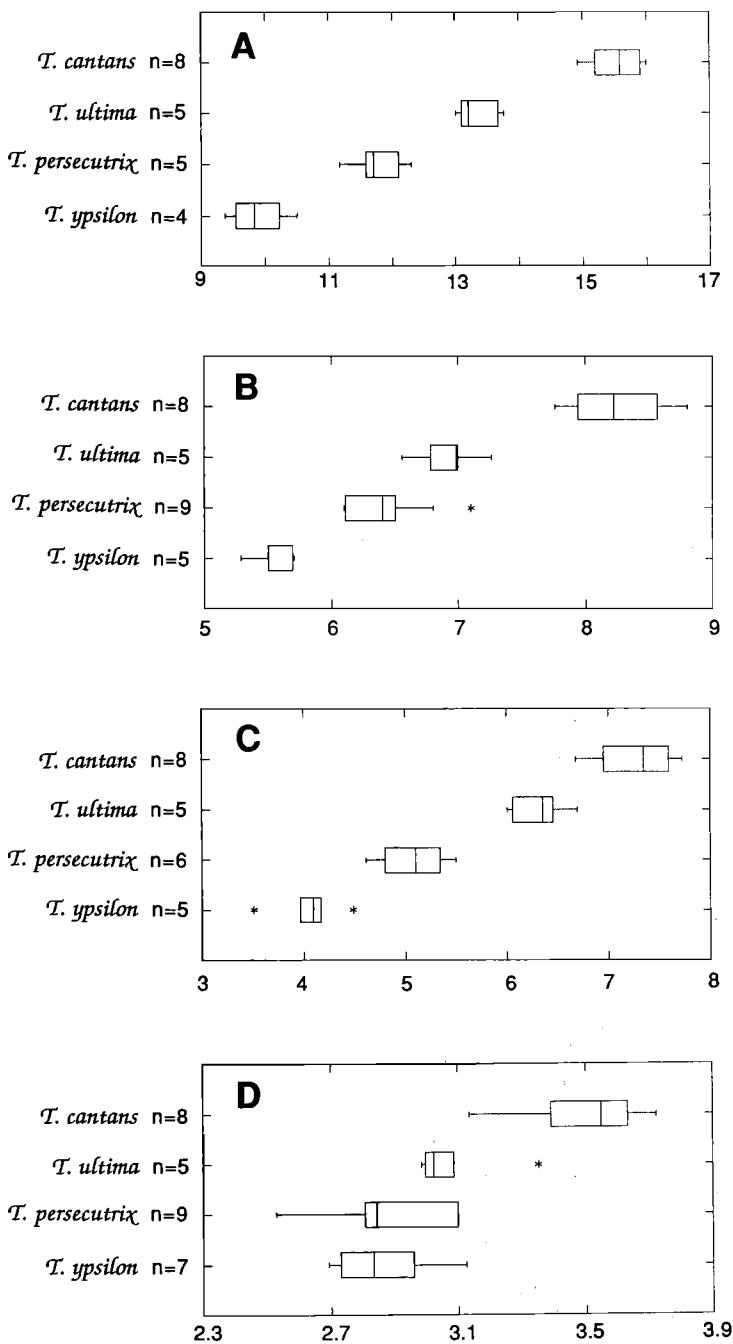 A
T. cantans n=8
T. ultima n=5
T. persecutrix n=5
T. ypsilon n=4
9 11 13 15 17
B
T. cantans n=8
T. ultima n=5
T. persecutrix n=9
T. ypsilon n=5
*
5 6 7 8 9
C
T. cantans n=8
T. ultima n=5
T. persecutrix n=6
T. ypsilon n=5
* *
3 4 5 6 7 8
D
T. cantans n=8
T. ultima n=5
*
T. persecutrix n=9
T. ypsilon n=7
2.3 2.7 3.1 3.5 3.9